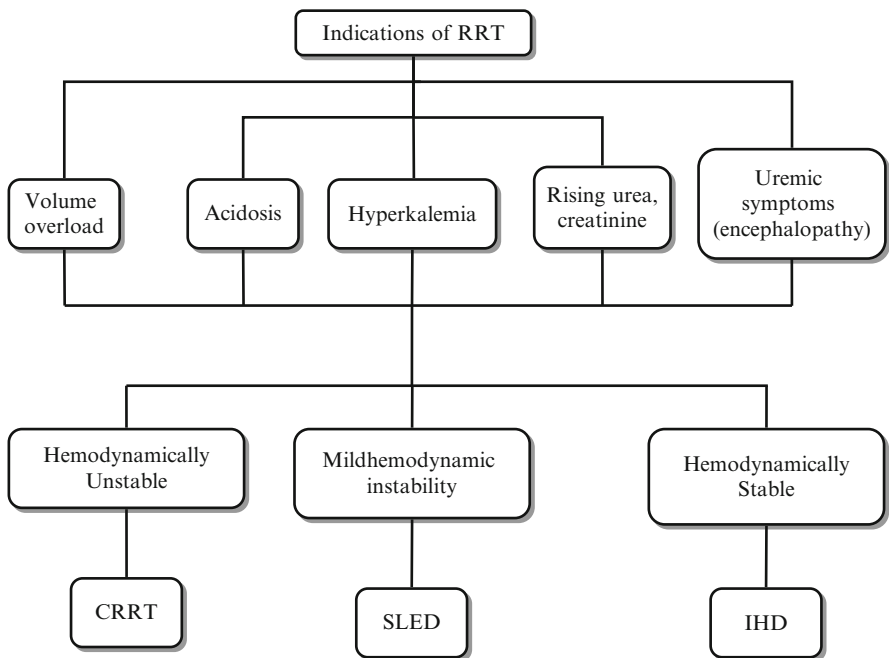 Indications of RRT
Volume
overload
Acidosis
Hyperkalemia
Rising urea,
creatinine
Uremic
symptoms
(encephalopathy)
Hemodynamically
Unstable
Mildhemodynamic
instability
Hemodynamically
Stable
CRRT
SLED
IHD